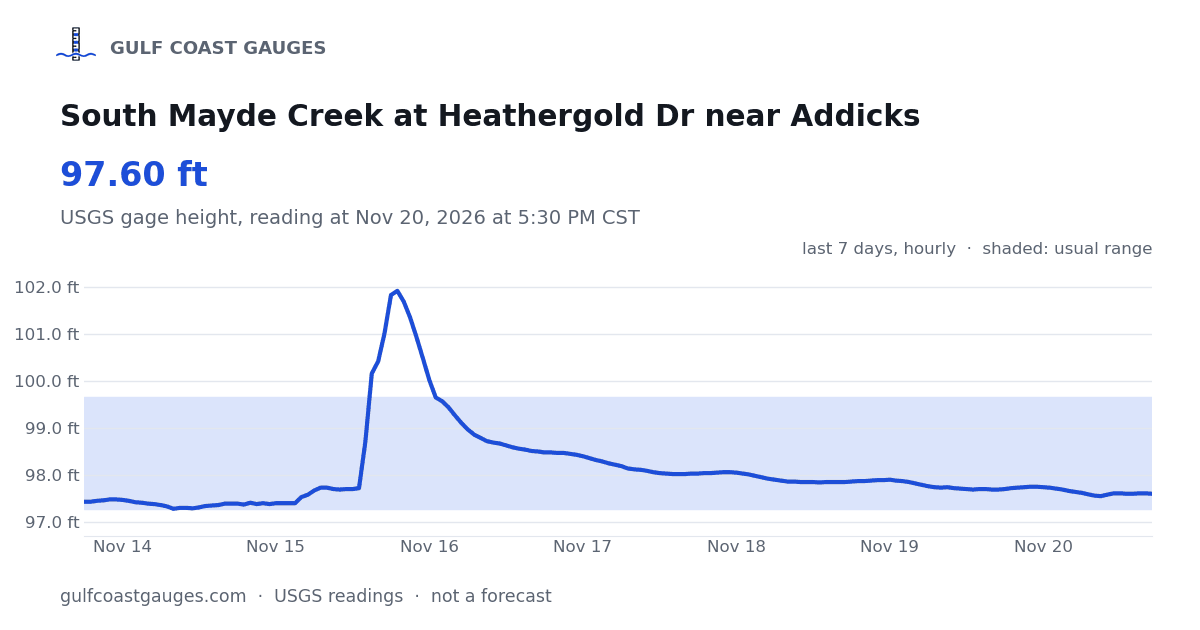 GULF COAST GAUGES
South Mayde Creek at Heathergold Dr near Addicks
97.60 ft
USGS gage height, reading at Nov 20, 2026 at 5:30 PM CST
last 7 days, hourly · shaded: usual range
102.0 ft
101.0 ft
100.0 ft
99.0 ft
98.0 ft
97.0 ft
Nov 14 Nov 15 Nov 16 Nov 17 Nov 18 Nov 19 Nov 20
gulfcoastgauges.com · USGS readings · not a forecast